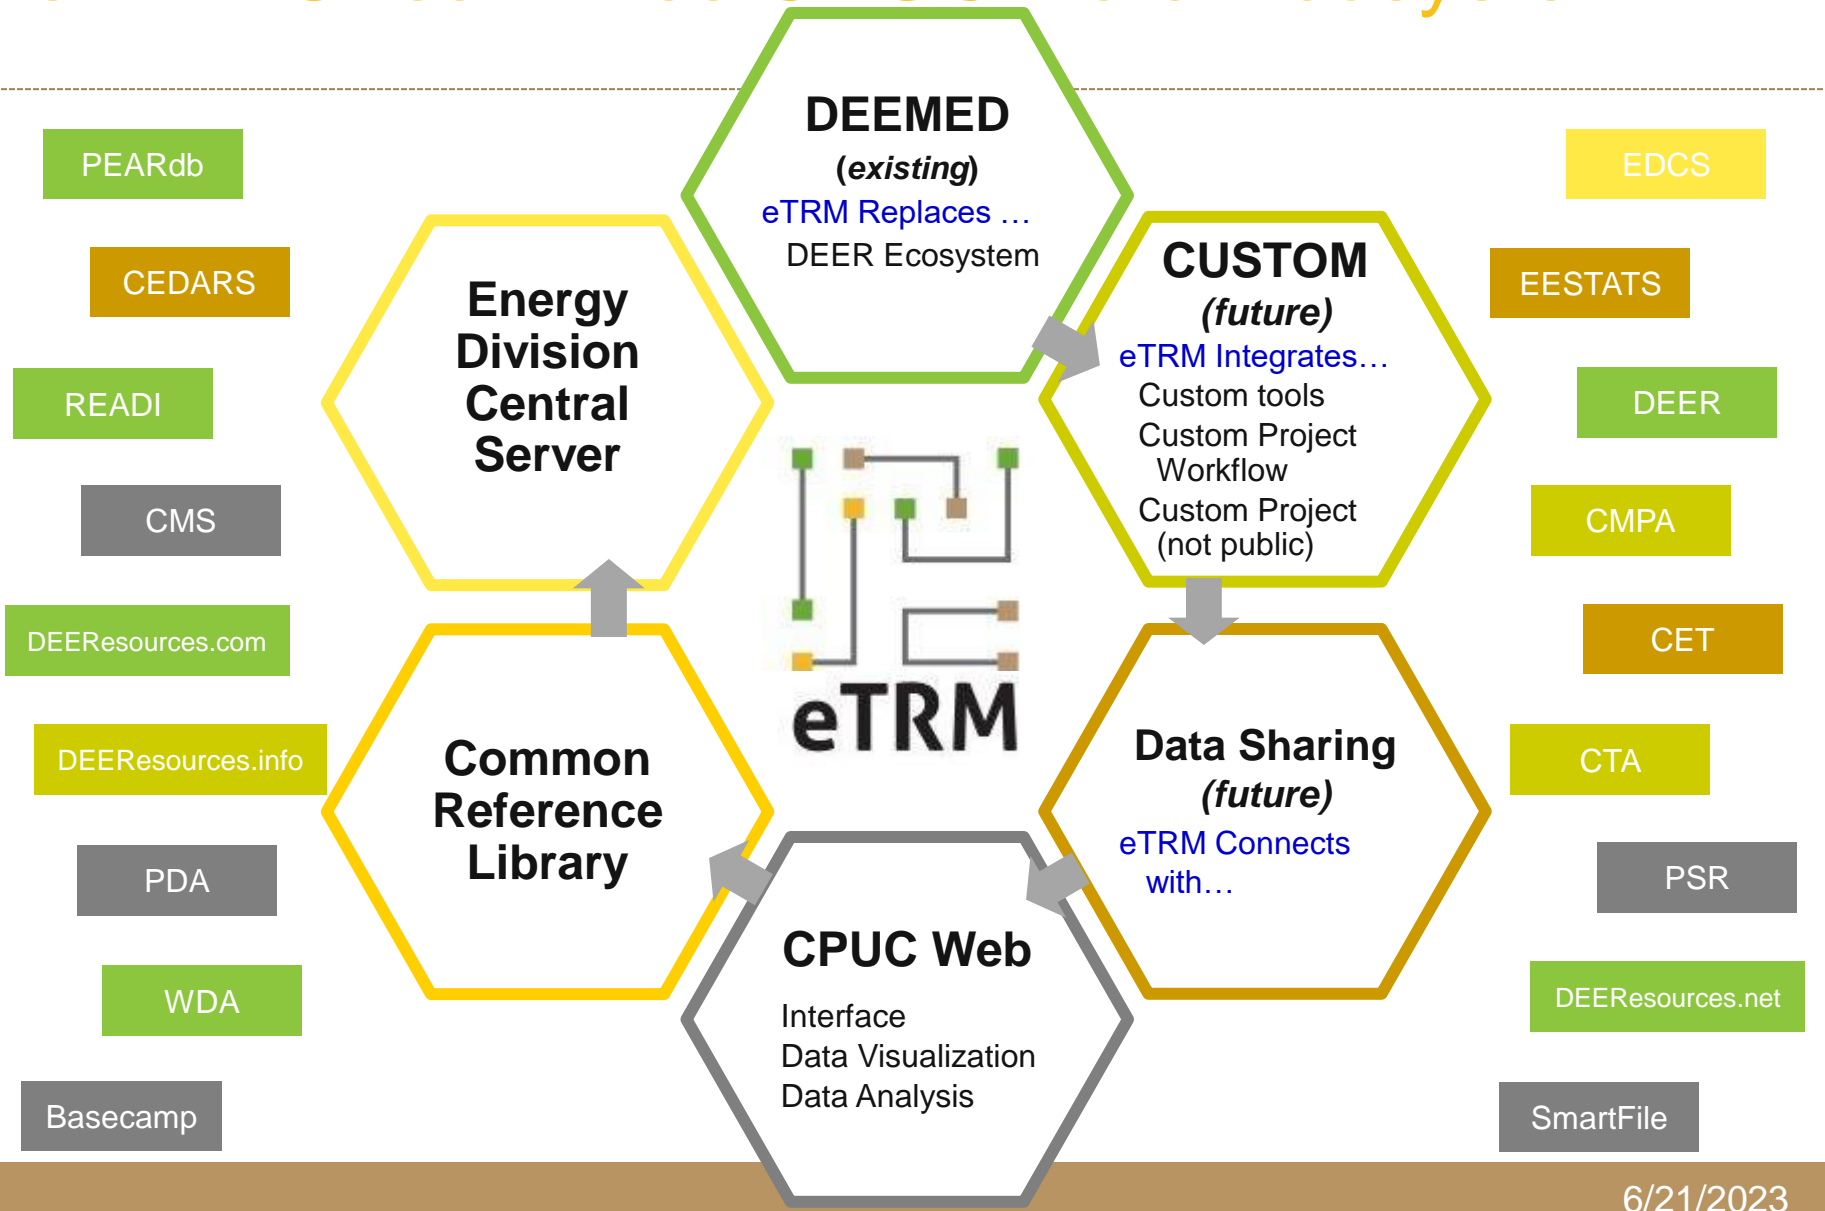 DEEMED
(existing)
eTRM Replaces …
DEER Ecosystem
PEARdb
CEDARS
READI
CMS
DEEResources.com
DEEResources.info
PDA
WDA
Basecamp
Energy
Division
Central
Server
Common
Reference
Library
eTRM
CUSTOM
(future)
eTRM Integrates…
Custom tools
Custom Project
Workflow
Custom Project
(not public)
Data Sharing
(future)
eTRM Connects
with…
CPUC Web
Interface
Data Visualization
Data Analysis
EDCS
EESTATS
DEER
CMPA
CET
CTA
PSR
DEEResources.net
SmartFile
6/21/2023